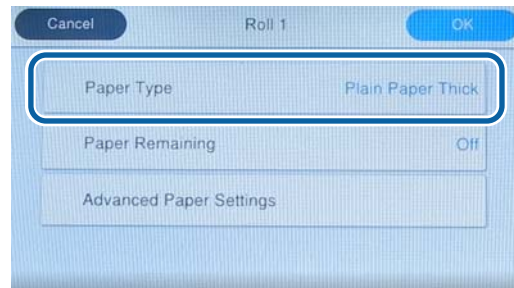 Cancel Roll 1 OK
Paper Type Plain Paper Thick
Paper Remaining Off
Advanced Paper Settings